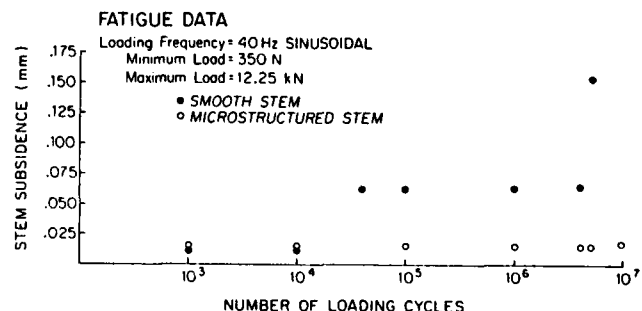 FATIGUE DATA
Loading Frequency = 40 Hz SINUSOIDAL
Minimum Load = 350 N
Maximum Load = 12.25 kN
● SMOOTH STEM
○ MICROSTRUCTURED STEM
STEM SUBSIDENCE (mm)
.175
.150
.125
.100
.075
.050
.025
10³ 10⁴ 10⁵ 10⁶ 10⁷
NUMBER OF LOADING CYCLES